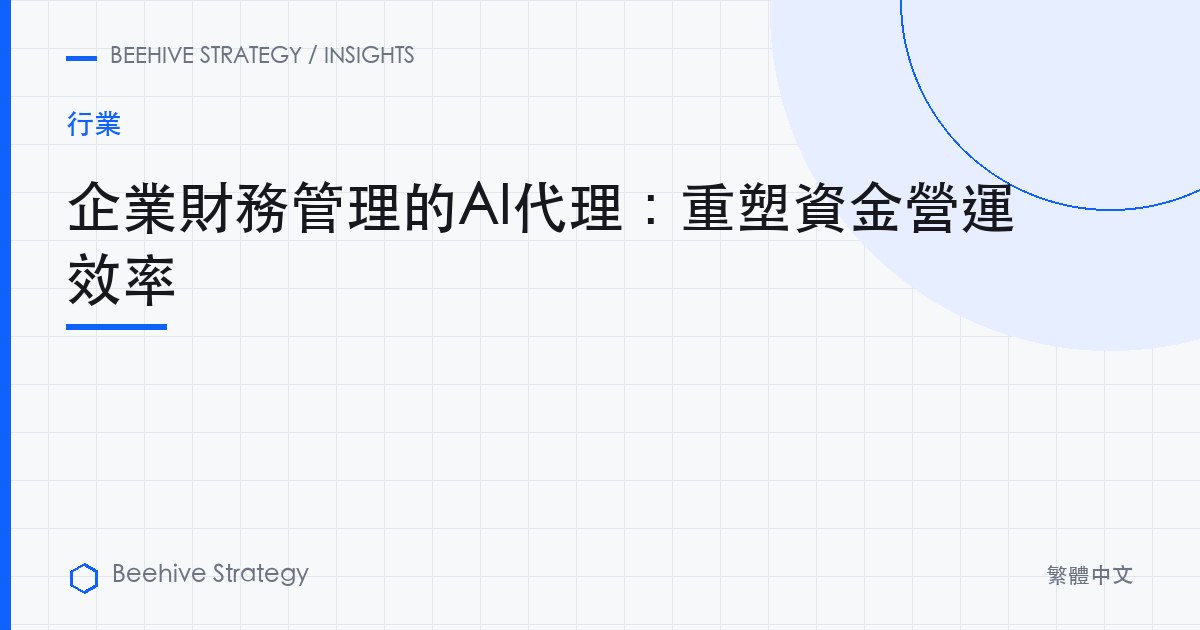 BEEHIVE STRATEGY / INSIGHTS
行業
企業財務管理的AI代理：重塑資金營運
效率
Beehive Strategy
繁體中文